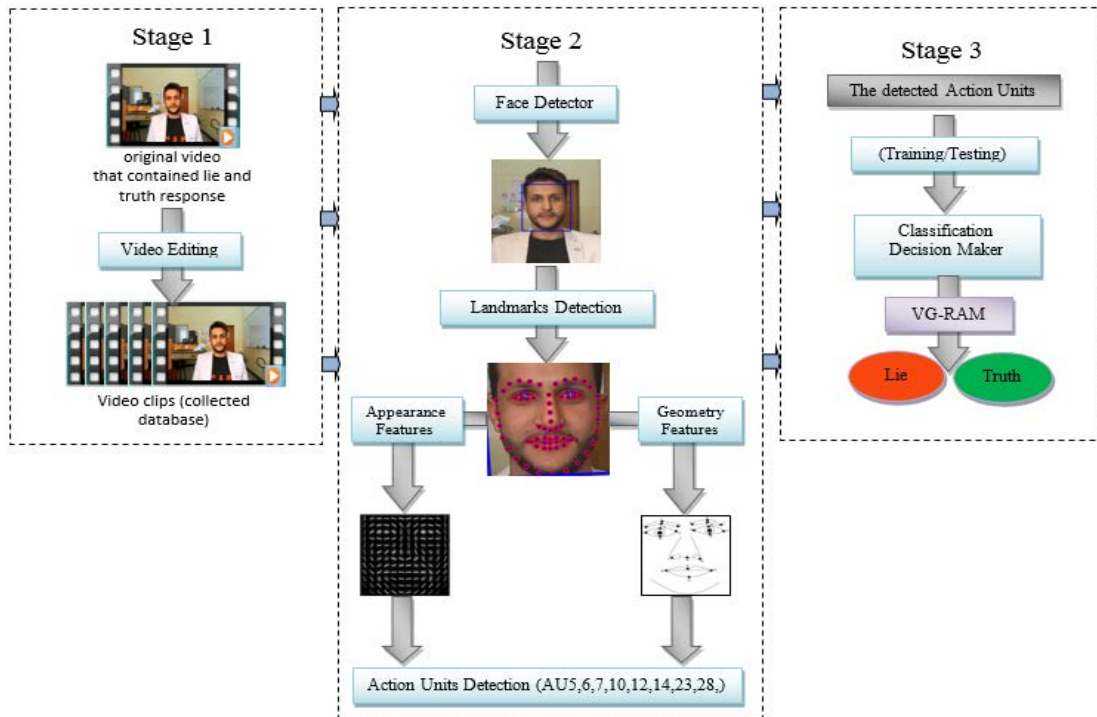 Stage 1
original video
that contained lie and
truth response
Video Editing
Video clips (collected
database)
Stage 2
Face Detector
Landmarks Detection
Appearance
Features
Geometry
Features
Action Units Detection (AU5,6,7,10,12,14,23,28,)
Stage 3
The detected Action Units
(Training/Testing)
Classification
Decision Maker
VG-RAM
Lie
Truth